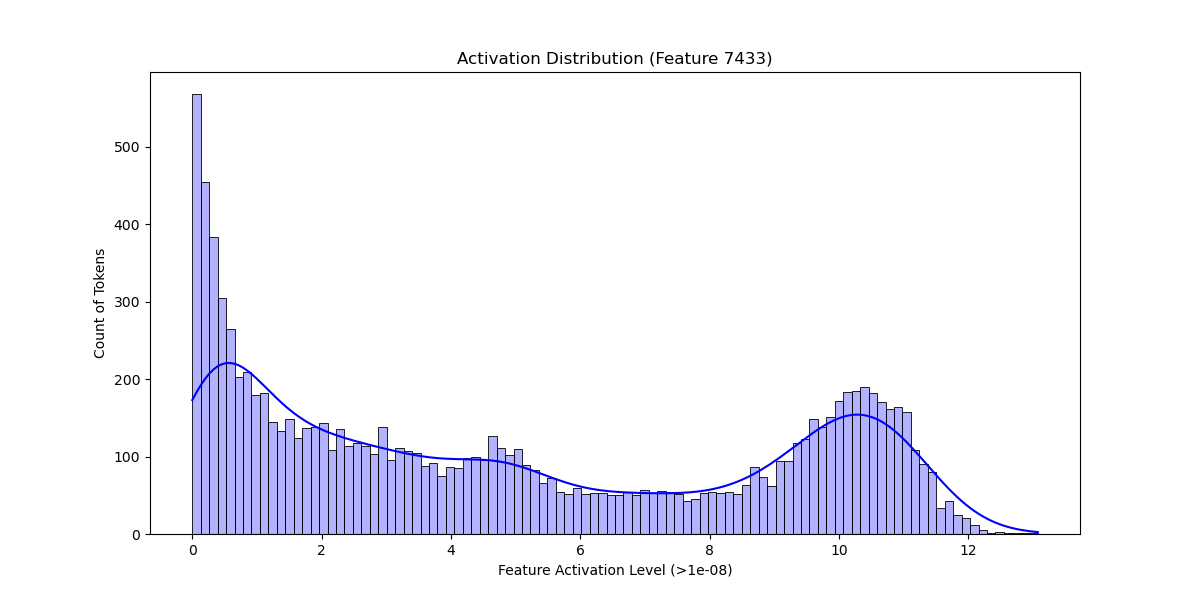 Activation Distribution (Feature 7433)
500
400
300
200
100
0
Count of Tokens
0 2 4 6 8 10 12
Feature Activation Level (>1e-08)